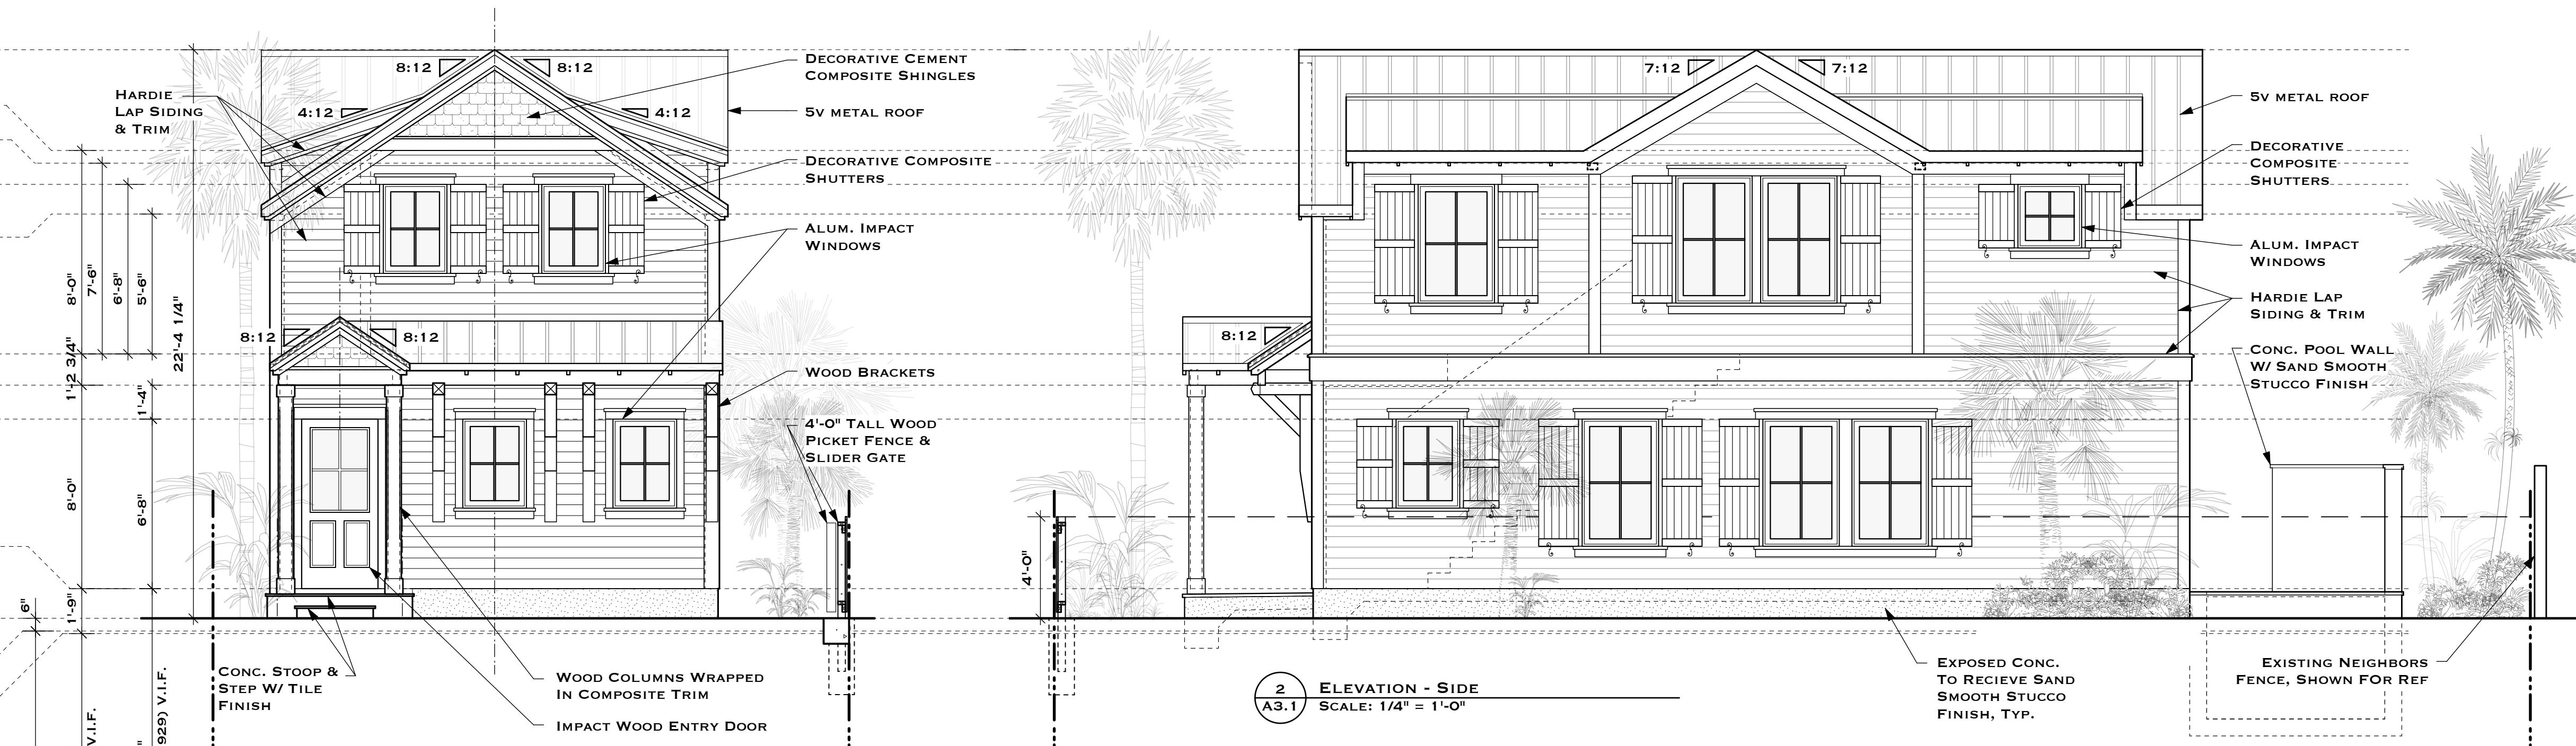 8:12
8:12
4:12
4:12
Hardie
Lap Siding
& Trim
Decorative Cement
Composite Shingles
5v metal roof
Decorative Composite
Shutters
Alum. Impact
Windows
8'-0"
7'-6"
6'-8"
5'-6"
22'-4 1/4"
1'-2 3/4"
8:12
8:12
1'-4"
Wood Brackets
4'-0" Tall Wood
Picket Fence &
Slider Gate
8'-0"
6'-8"
6"
1'-9"
V.I.F.
"
929) V.I.F.
Conc. Stoop &
Step W/ Tile
Finish
Wood Columns Wrapped
In Composite Trim
Impact Wood Entry Door
4'-0"
7:12
7:12
8:12
5v metal roof
Decorative
Composite
Shutters
Alum. Impact
Windows
Hardie Lap
Siding & Trim
Conc. Pool Wall
W/ Sand Smooth
Stucco Finish
2
A3.1
Elevation - Side
Scale: 1/4" = 1'-0"
Exposed Conc.
To Recieve Sand
Smooth Stucco
Finish, Typ.
Existing Neighbors
Fence, Shown FOr Ref